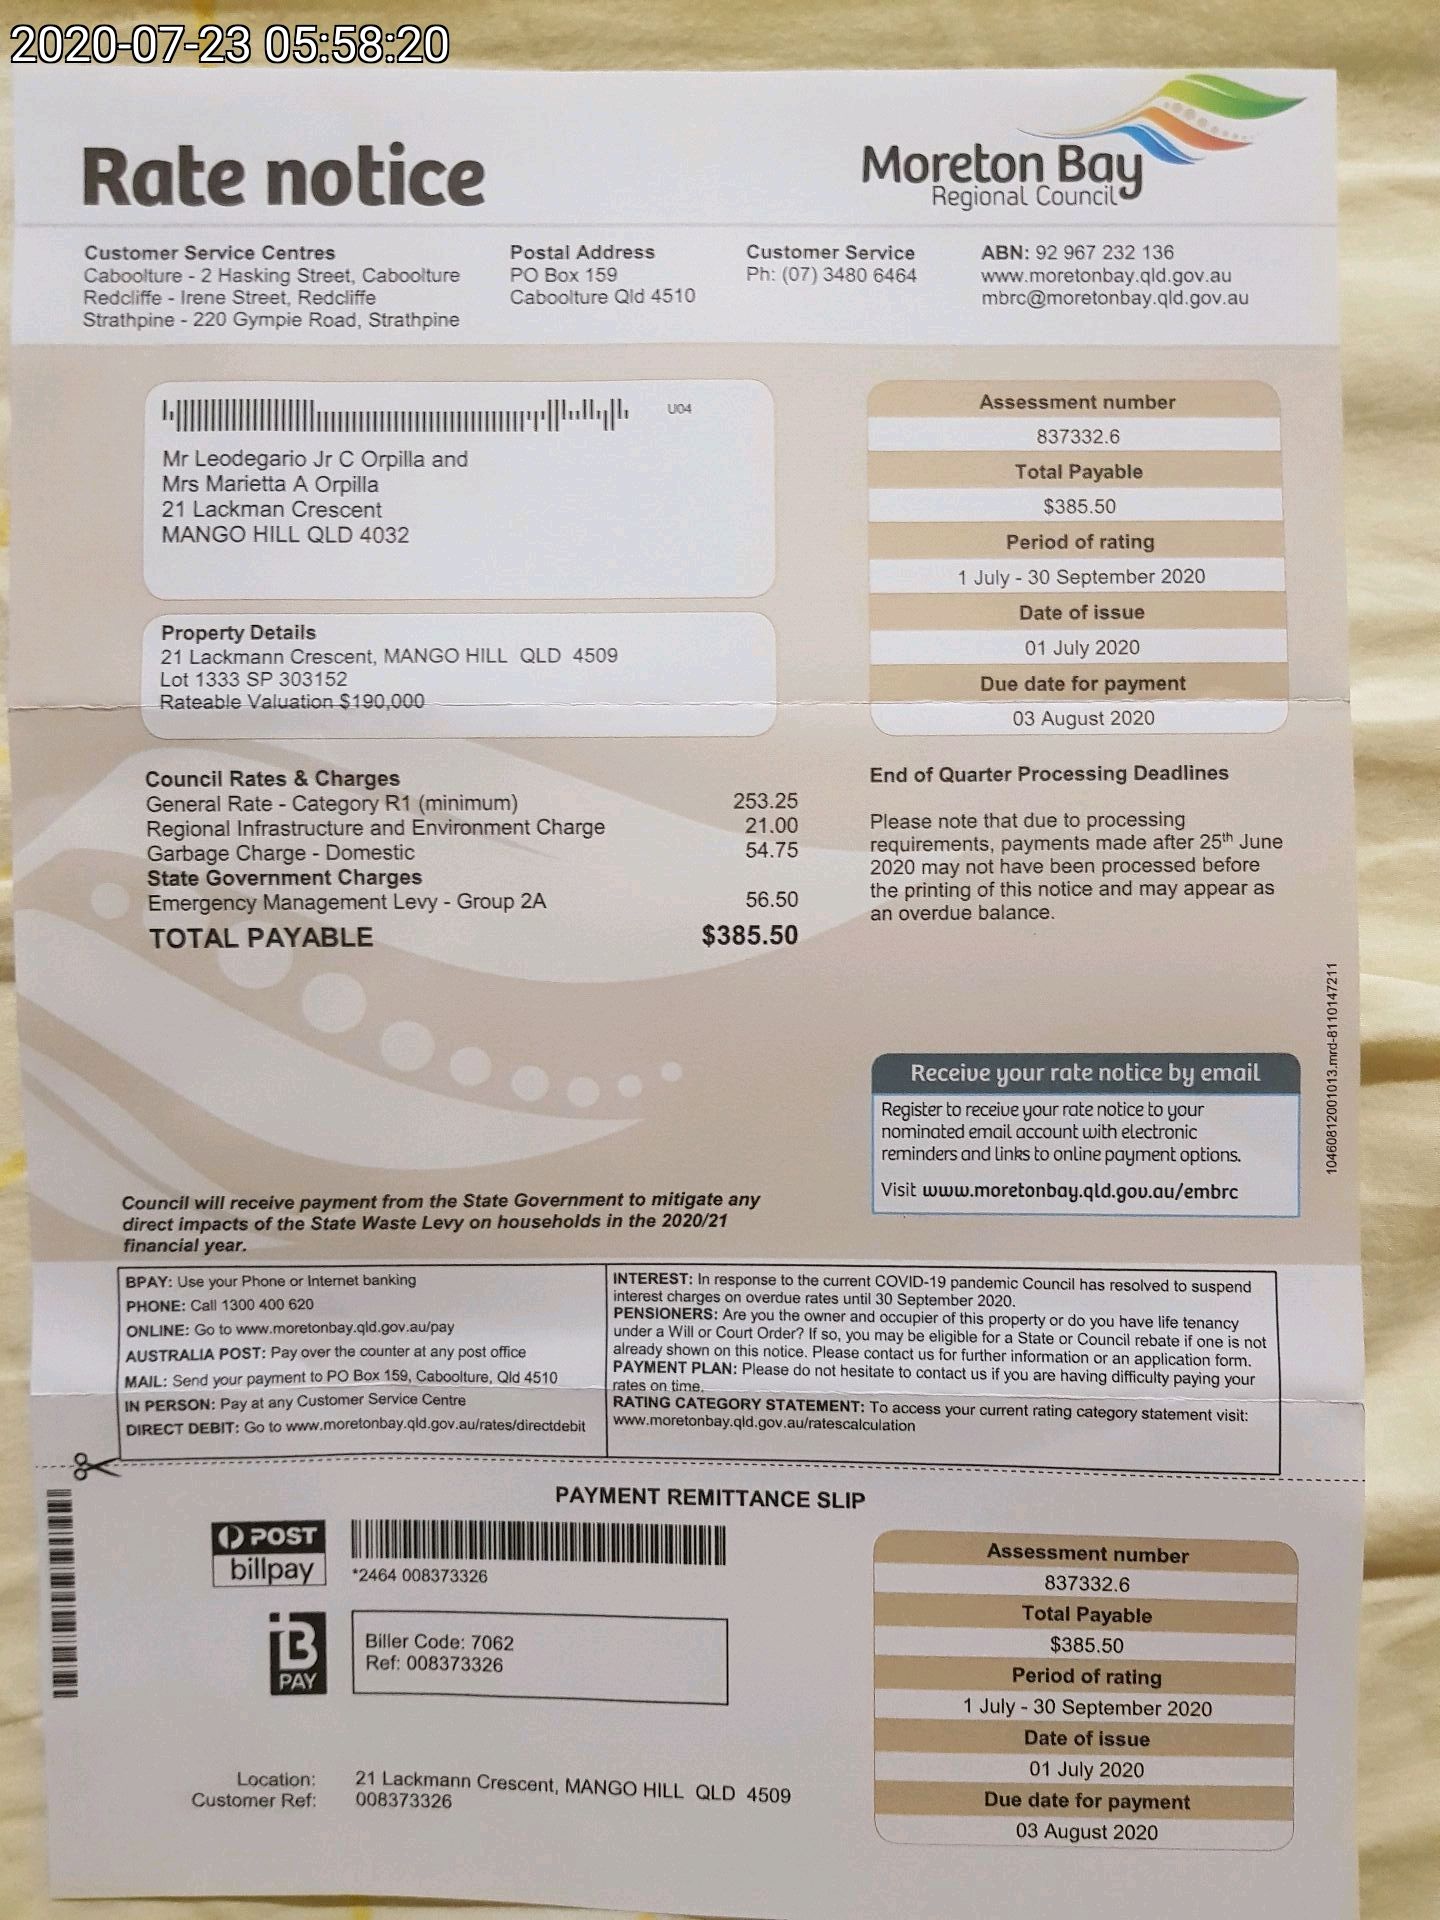 2020-07-23 05:58:20
Rate notice
Moreton Bay
Regional Council
Customer Service Centres
Caboolture - 2 Hasking Street, Caboolture
Redcliffe - Irene Street, Redcliffe
Strathpine - 220 Gympie Road, Strathpine
Postal Address
PO Box 159
Caboolture Qld 4510
Customer Service
Ph: (07) 3480 6464
ABN: 92 967 232 136
www.moretonbay.qld.gov.au
mbrc@moretonbay.qld.gov.au
U04
Mr Leodegario Jr C Orpilla and
Mrs Marietta A Orpilla
21 Lackman Crescent
MANGO HILL QLD 4032
Property Details
21 Lackmann Crescent, MANGO HILL QLD 4509
Lot 1333 SP 303152
Rateable Valuation $190,000
Assessment number
837332.6
Total Payable
$385.50
Period of rating
1 July - 30 September 2020
Date of issue
01 July 2020
Due date for payment
03 August 2020
Council Rates & Charges
General Rate - Category R1 (minimum) 253.25
Regional Infrastructure and Environment Charge 21.00
Garbage Charge - Domestic 54.75
State Government Charges
Emergency Management Levy - Group 2A 56.50
TOTAL PAYABLE $385.50
End of Quarter Processing Deadlines
Please note that due to processing
requirements, payments made after 25th June
2020 may not have been processed before
the printing of this notice and may appear as
an overdue balance.
10460812001013.mrd-8110147211
Receive your rate notice by email
Register to receive your rate notice to your
nominated email account with electronic
reminders and links to online payment options.
Visit www.moretonbay.qld.gov.au/embrc
Council will receive payment from the State Government to mitigate any
direct impacts of the State Waste Levy on households in the 2020/21
financial year.
BPAY: Use your Phone or Internet banking
PHONE: Call 1300 400 620
ONLINE: Go to www.moretonbay.qld.gov.au/pay
AUSTRALIA POST: Pay over the counter at any post office
MAIL: Send your payment to PO Box 159, Caboolture, Qld 4510
IN PERSON: Pay at any Customer Service Centre
DIRECT DEBIT: Go to www.moretonbay.qld.gov.au/rates/directdebit
INTEREST: In response to the current COVID-19 pandemic Council has resolved to suspend
interest charges on overdue rates until 30 September 2020.
PENSIONERS: Are you the owner and occupier of this property or do you have life tenancy
under a Will or Court Order? If so, you may be eligible for a State or Council rebate if one is not
already shown on this notice. Please contact us for further information or an application form.
PAYMENT PLAN: Please do not hesitate to contact us if you are having difficulty paying your
rates on time.
RATING CATEGORY STATEMENT: To access your current rating category statement visit:
www.moretonbay.qld.gov.au/ratescalculation
PAYMENT REMITTANCE SLIP
POST
billpay
*2464 008373326
B
PAY
Biller Code: 7062
Ref: 008373326
Location: 21 Lackmann Crescent, MANGO HILL QLD 4509
Customer Ref: 008373326
Assessment number
837332.6
Total Payable
$385.50
Period of rating
1 July - 30 September 2020
Date of issue
01 July 2020
Due date for payment
03 August 2020